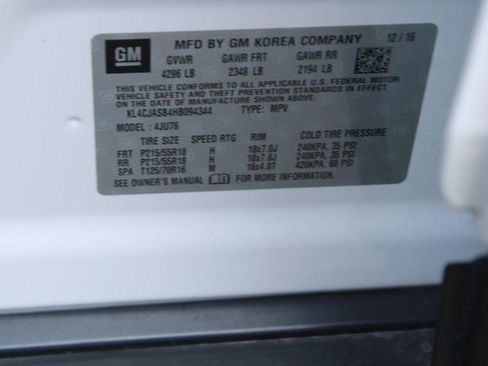 GM MFD BY GM KOREA COMPANY 12/16
GVWR GAWR FRT GAWR RR
4286 LB 2348 LB 2194 LB
THIS VEHICLE CONFORMS TO ALL APPLICABLE U.S. FEDERAL MOTOR
VEHICLE SAFETY AND THEFT PREVENTION STANDARDS IN EFFECT ON
THE DATE OF MANUFACTURE SHOWN ABOVE.
KL4CJASB4HB094344 TYPE: MPV
MODEL: 4JU76
TIRE SIZE SPEED RTG RIM COLD TIRE PRESSURE
FRT P215/55R18 H 18x7.0J 240KPA, 35 PSI
RR P215/55R18 H 18x7.0J 240KPA, 35 PSI
SPA T125/70R16 M 16x4.0T 420KPA, 60 PSI
SEE OWNER'S MANUAL FOR MORE INFORMATION